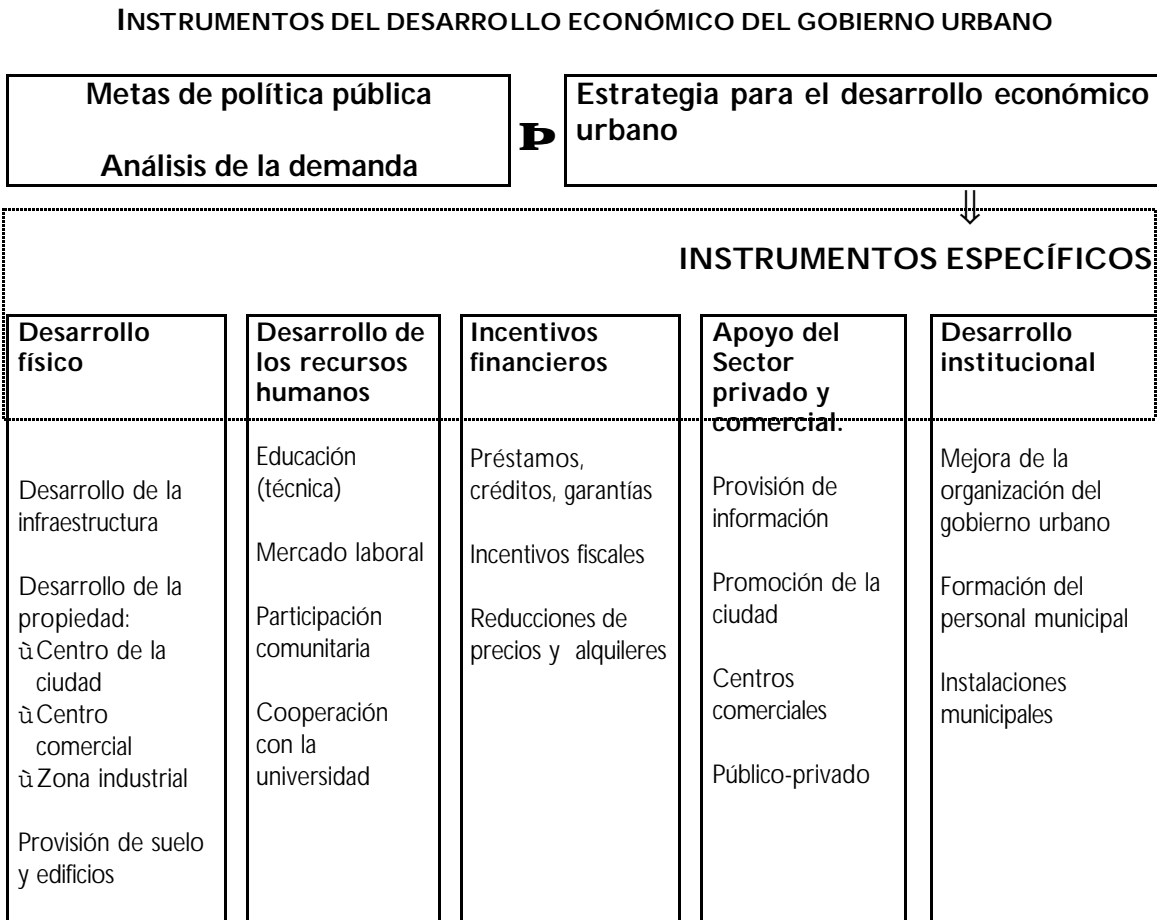 INSTRUMENTOS DEL DESARROLLO ECONÓMICO DEL GOBIERNO URBANO
Metas de política pública
Análisis de la demanda
Þ
Estrategia para el desarrollo económico
urbano
⇓
INSTRUMENTOS ESPECÍFICOS
Desarrollo
físico
Desarrollo de la
infraestructura
Desarrollo de la
propiedad:
ü Centro de la
ciudad
ü Centro
comercial
ü Zona industrial
Provisión de suelo
y edificios
Desarrollo de
los recursos
humanos
Educación
(técnica)
Mercado laboral
Participación
comunitaria
Cooperación
con la
universidad
Incentivos
financieros
Préstamos,
créditos, garantías
Incentivos fiscales
Reducciones de
precios y alquileres
Apoyo del
Sector
privado y
comercial.
Provisión de
información
Promoción de la
ciudad
Centros
comerciales
Público-privado
Desarrollo
institucional
Mejora de la
organización del
gobierno urbano
Formación del
personal municipal
Instalaciones
municipales